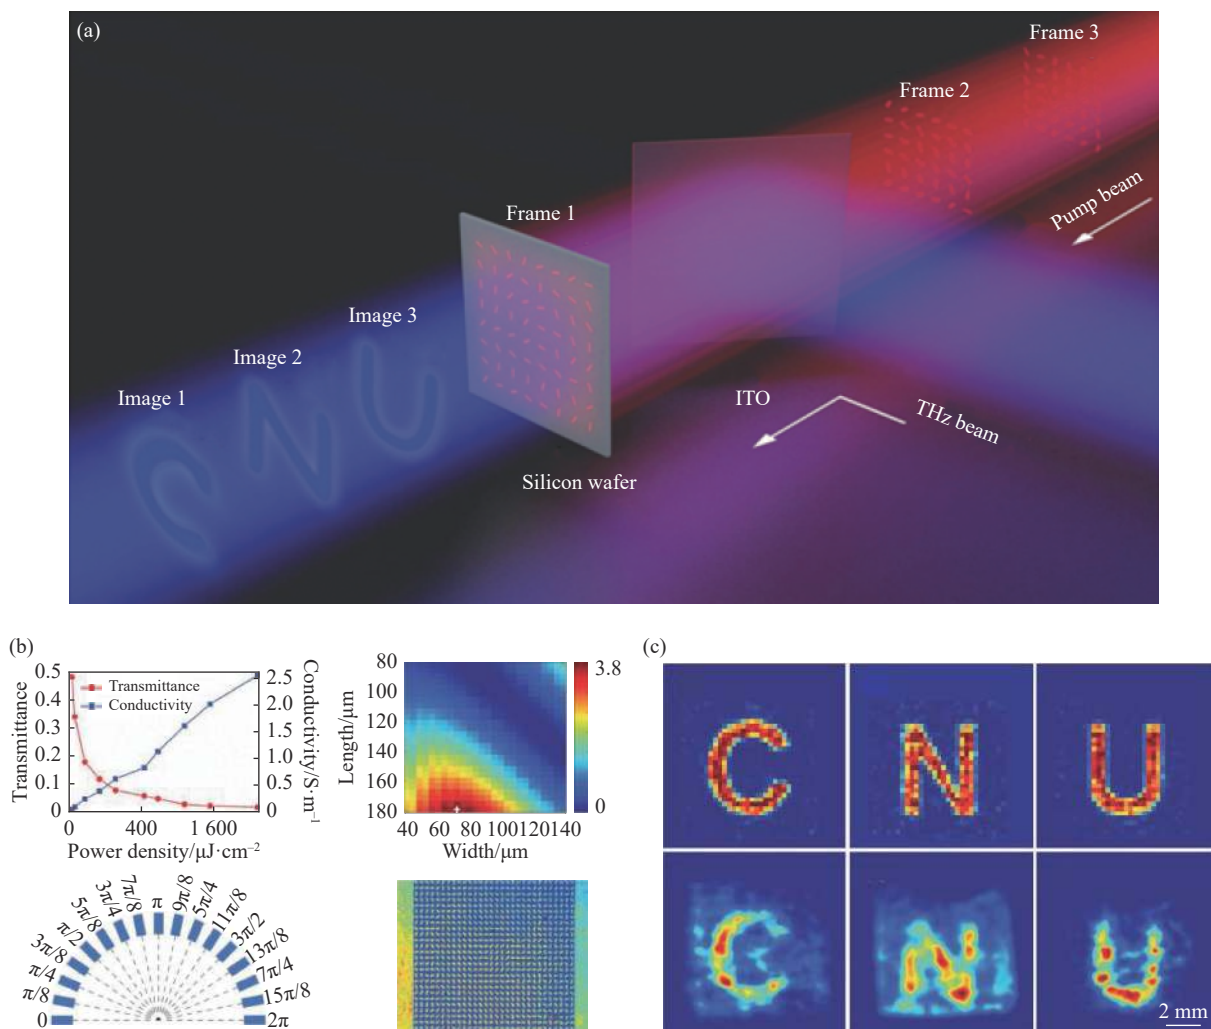 (a)
Frame 3
Frame 2
Pump beam
Frame 1
Image 3
Image 2
Image 1
ITO
THz beam
Silicon wafer
(b)
0.5
0.4
0.3
0.2
0.1
0
Transmittance
Transmittance
Conductivity
2.5
2.0
1.5
1.0
0.5
0
Conductivity/S·m⁻¹
0 400 1 600
Power density/μJ·cm⁻²
80
100
120
140
160
180
Length/μm
40 60 80 100 120 140
Width/μm
3.8
0
0
π/8
π/4
3π/8
π/2
5π/8
3π/4
7π/8
π
9π/8
5π/4
11π/8
3π/2
13π/8
7π/4
15π/8
2π
(c)
C N U
C N U
2 mm